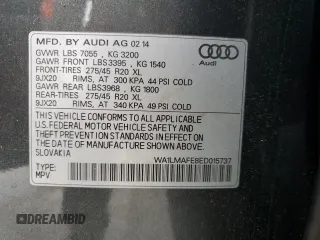 MFD. BY AUDI AG 02 14
GVWR LBS 7055 , KG 3200
GAWR FRONT LBS3395 , KG 1540
FRONT-TIRES 275/45 R20 XL
9JX20 RIMS, AT 300 KPA 44 PSI COLD
GAWR REAR LBS3968 , KG 1800
REAR-TIRES 275/45 R20 XL
9JX20 RIMS, AT 340 KPA 49 PSI COLD
Audi
THIS VEHICLE CONFORMS TO ALL APPLICABLE
FEDERAL MOTOR VEHICLE SAFETY, BUMPER, AND
THEFT PREVENTION STANDARDS IN EFFECT ON
THE DATE OF MANUFACTURE SHOWN ABOVE.
SLOVAKIA
WA1LMAFE8ED015737
TYPE:
MPV
DREAMBID